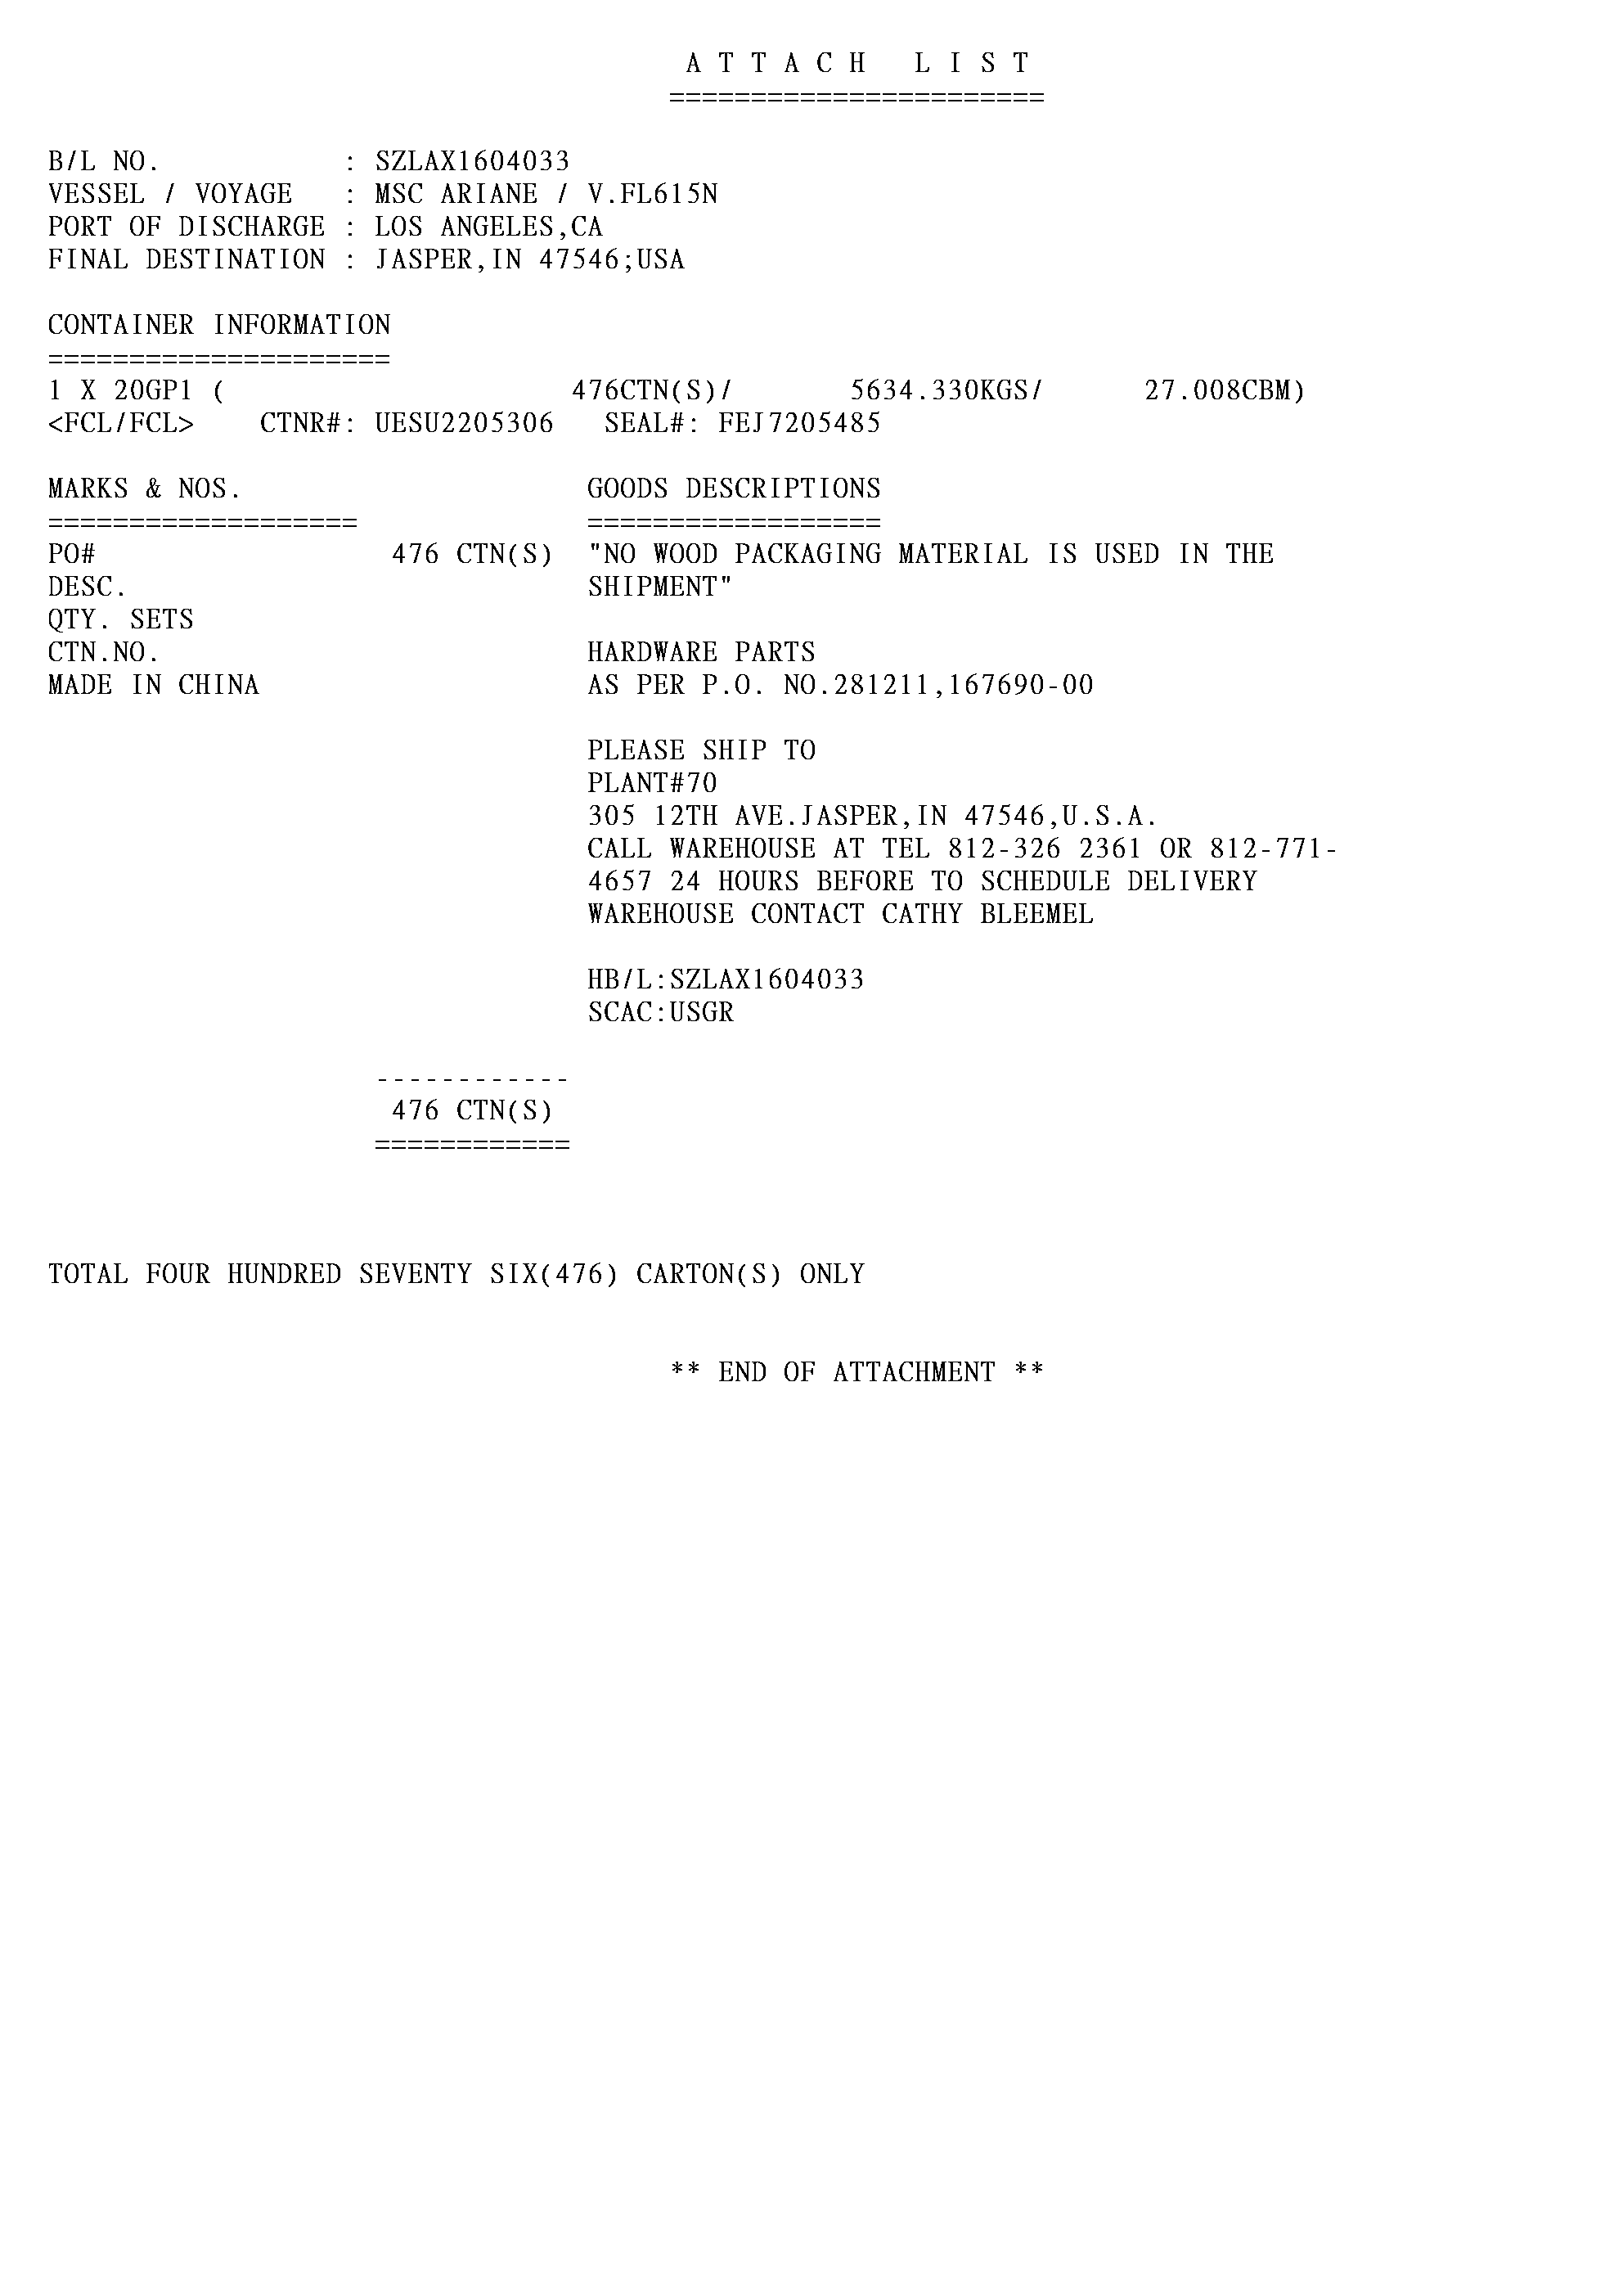 A T T A C H   L I S T
=======================
B/L NO. : SZLAX1604033
VESSEL / VOYAGE : MSC ARIANE / V.FL615N
PORT OF DISCHARGE : LOS ANGELES,CA
FINAL DESTINATION : JASPER,IN 47546;USA
CONTAINER INFORMATION
=====================
1 X 20GP1 ( 476CTN(S)/ 5634.330KGS/ 27.008CBM)
<FCL/FCL> CTNR#: UESU2205306 SEAL#: FEJ7205485
MARKS & NOS. GOODS DESCRIPTIONS
=================== ==================
PO# 476 CTN(S) "NO WOOD PACKAGING MATERIAL IS USED IN THE
DESC. SHIPMENT"
QTY. SETS
CTN.NO. HARDWARE PARTS
MADE IN CHINA AS PER P.O. NO.281211,167690-00
PLEASE SHIP TO
PLANT#70
305 12TH AVE.JASPER,IN 47546,U.S.A.
CALL WAREHOUSE AT TEL 812-326 2361 OR 812-771-
4657 24 HOURS BEFORE TO SCHEDULE DELIVERY
WAREHOUSE CONTACT CATHY BLEEMEL
HB/L:SZLAX1604033
SCAC:USGR
------------
476 CTN(S)
============
TOTAL FOUR HUNDRED SEVENTY SIX(476) CARTON(S) ONLY
** END OF ATTACHMENT **